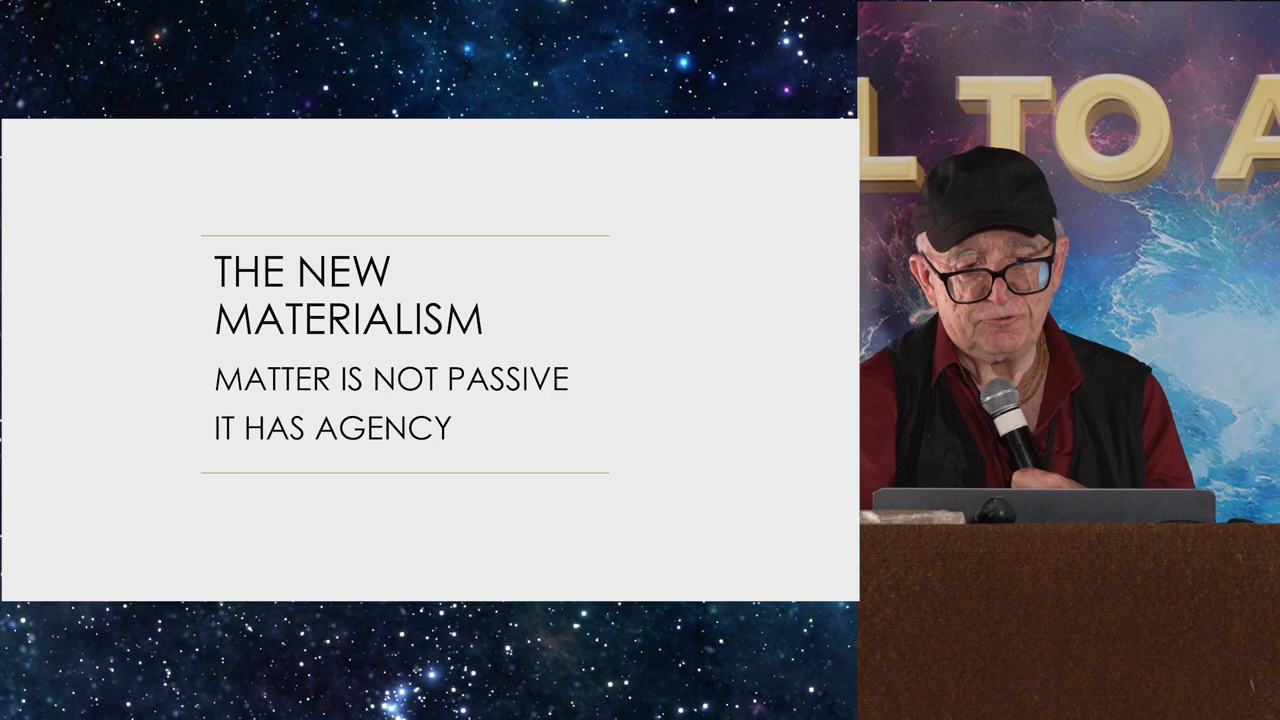 THE NEW
MATERIALISM
MATTER IS NOT PASSIVE
IT HAS AGENCY
L TO A